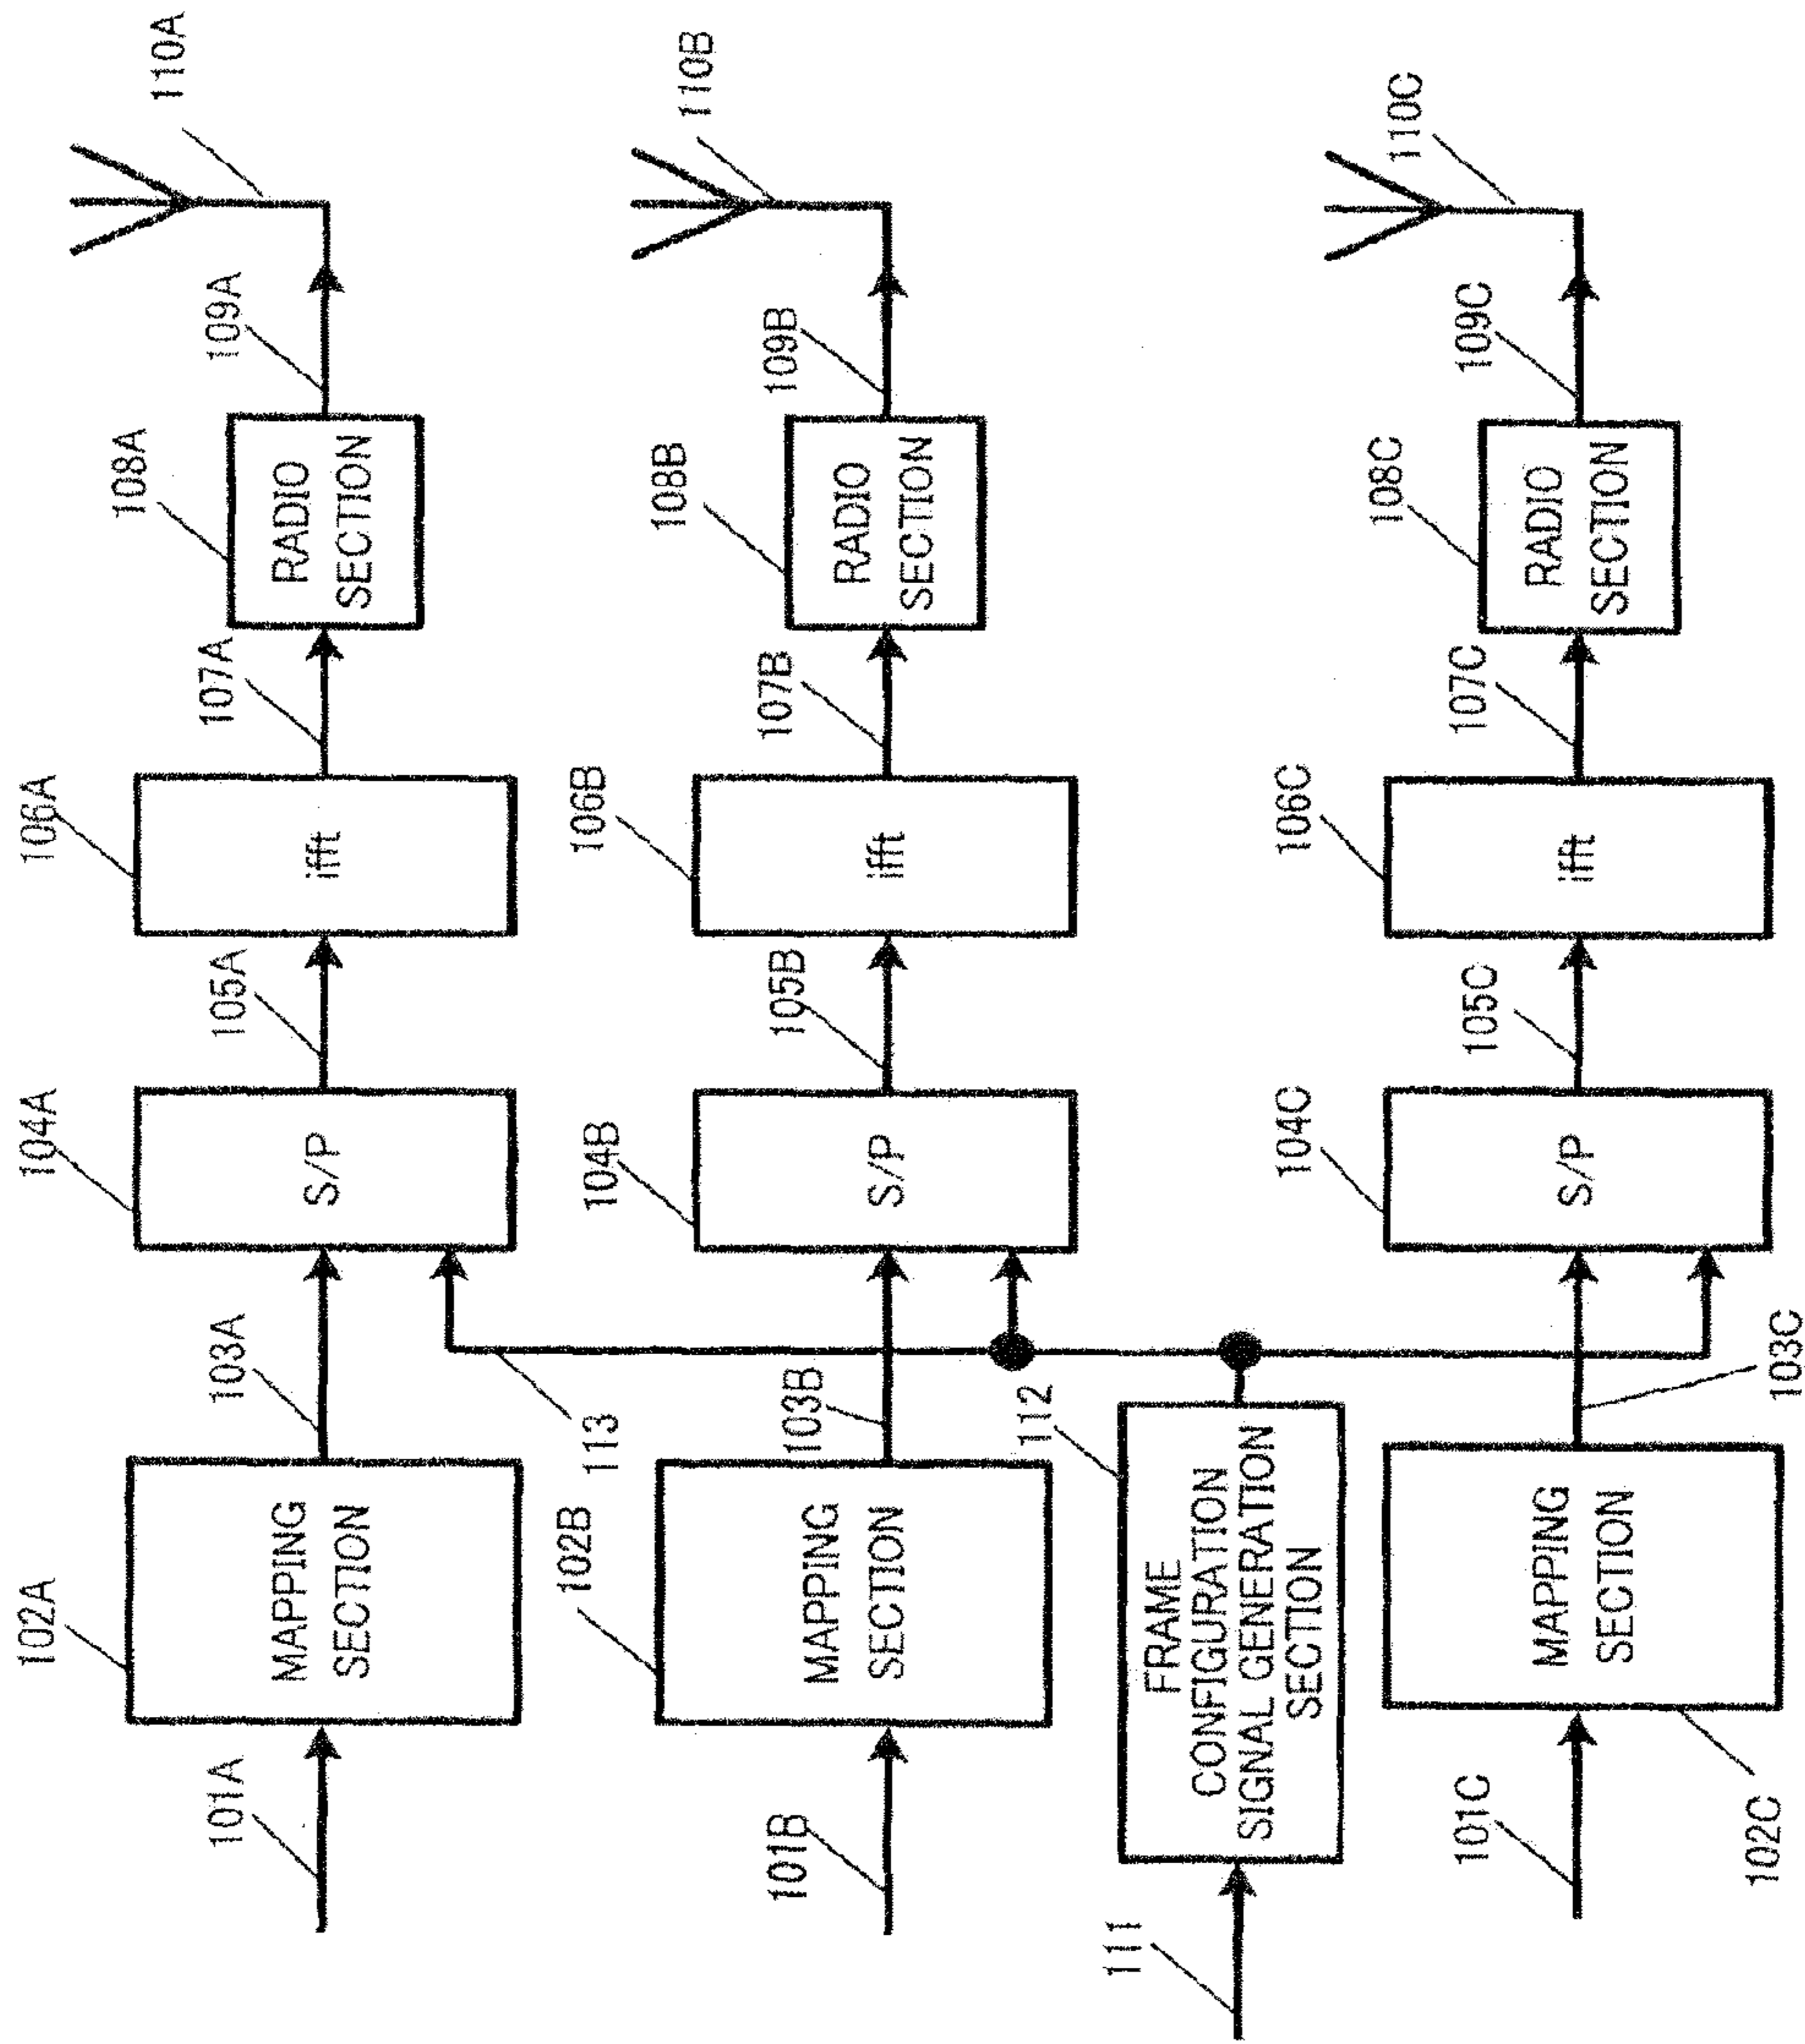 101A
102A
MAPPING
SECTION
103A
104A
S/P
105A
106A
ifft
107A
108A
RADIO
SECTION
109A
110A
101B
102B
MAPPING
SECTION
103B
104B
S/P
105B
106B
ifft
107B
108B
RADIO
SECTION
109B
110B
111
112
FRAME
CONFIGURATION
SIGNAL GENERATION
SECTION
113
101C
102C
MAPPING
SECTION
103C
104C
S/P
105C
106C
ifft
107C
108C
RADIO
SECTION
109C
110C